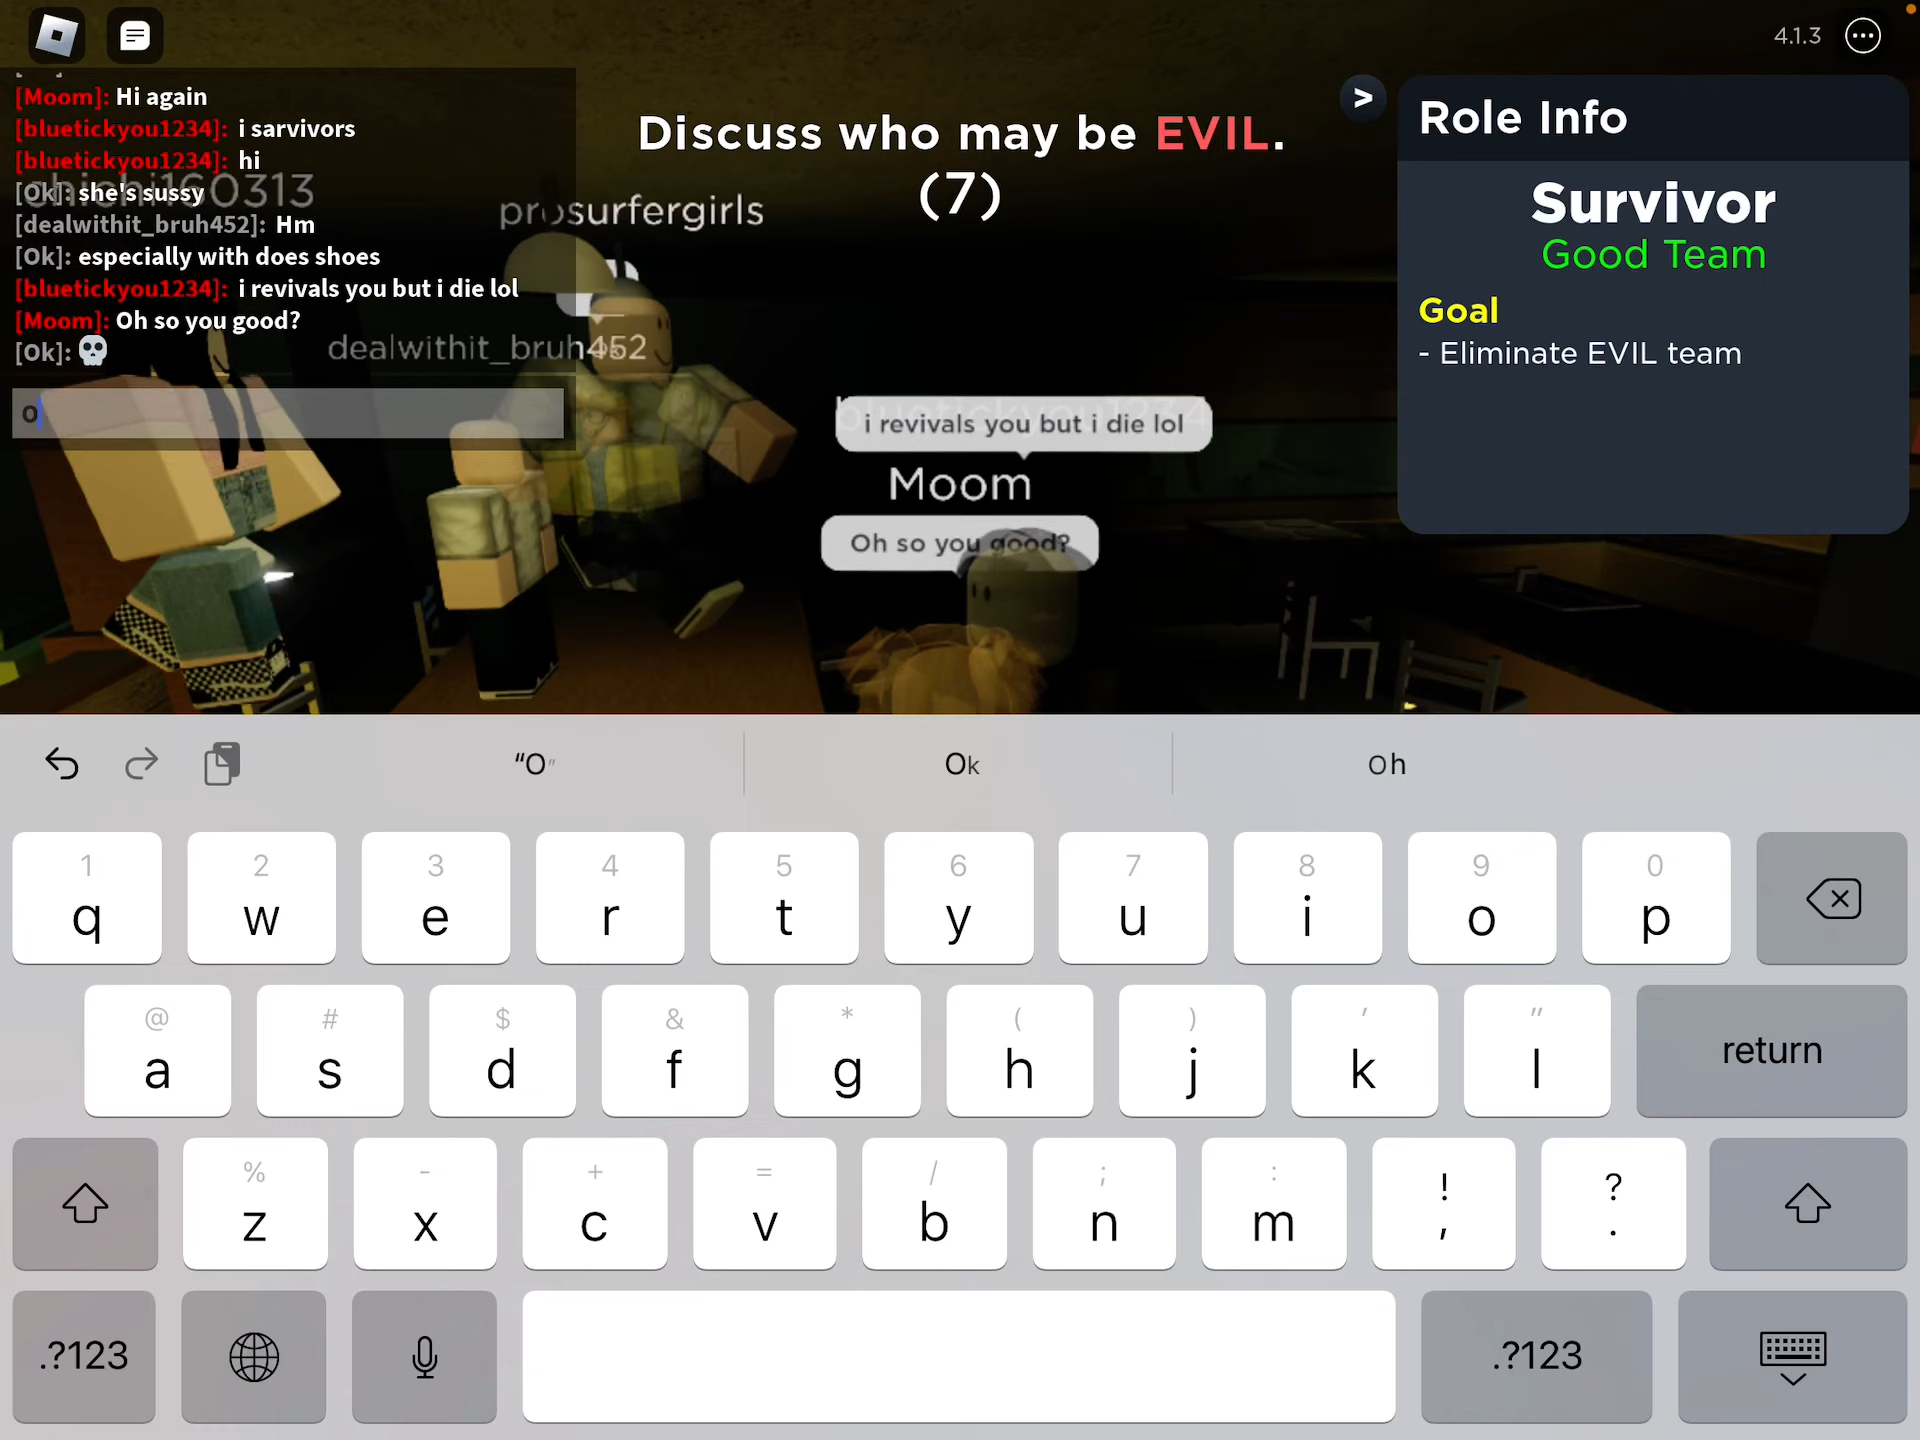 4.1.3
[Moom]: Hi again
[bluetickyou1234]: i sarvivors
[bluetickyou1234]: hi
[Ok]: she's sussy
[dealwithit_bruh452]: Hm
[Ok]: especially with does shoes
[bluetickyou1234]: i revivals you but i die lol
[Moom]: Oh so you good?
[Ok]: 💀
o
chichi160313
prosurfergirls
dealwithit_bruh452
Discuss who may be EVIL.
(7)
bluetickyou1234
i revivals you but i die lol
Moom
Oh so you good?
>
Role Info
Survivor
Good Team
Goal
- Eliminate EVIL team
“O” Ok Oh
1 2 3 4 5 6 7 8 9 0
q w e r t y u i o p
@ # $ & * ( ) ' "
a s d f g h j k l return
% - + = / ; : ! ?
z x c v b n m , .
.?123 .?123